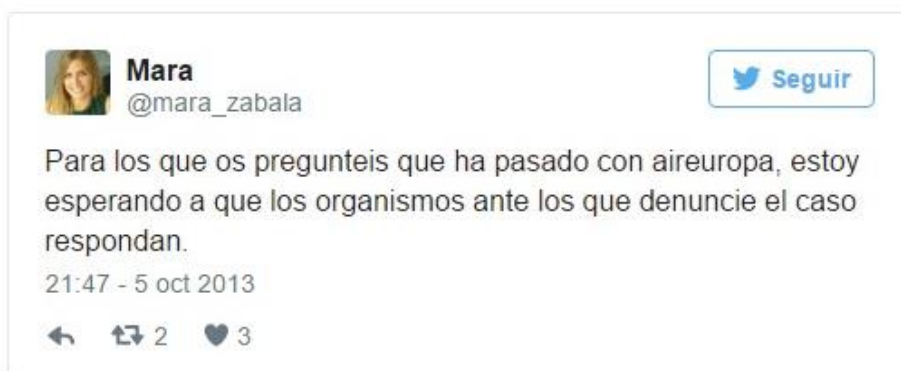 Mara
@mara_zabala
Seguir
Para los que os pregunteis que ha pasado con aireuropa, estoy
esperando a que los organismos ante los que denuncie el caso
respondan.
21:47 - 5 oct 2013
2 3